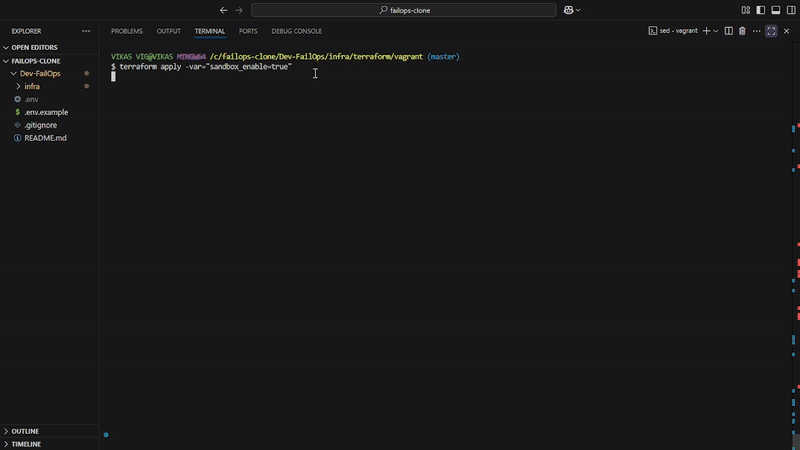 failops-clone
EXPLORER
PROBLEMS OUTPUT TERMINAL PORTS DEBUG CONSOLE
sed - vagrant
OPEN EDITORS
FAILOPS-CLONE
Dev-FailOps
infra
.env
.env.example
.gitignore
README.md
VIKAS VIG@VIKAS MINGW64 /c/failops-clone/Dev-FailOps/infra/terraform/vagrant (master)
$ terraform apply -var="sandbox_enable=true"
OUTLINE
TIMELINE